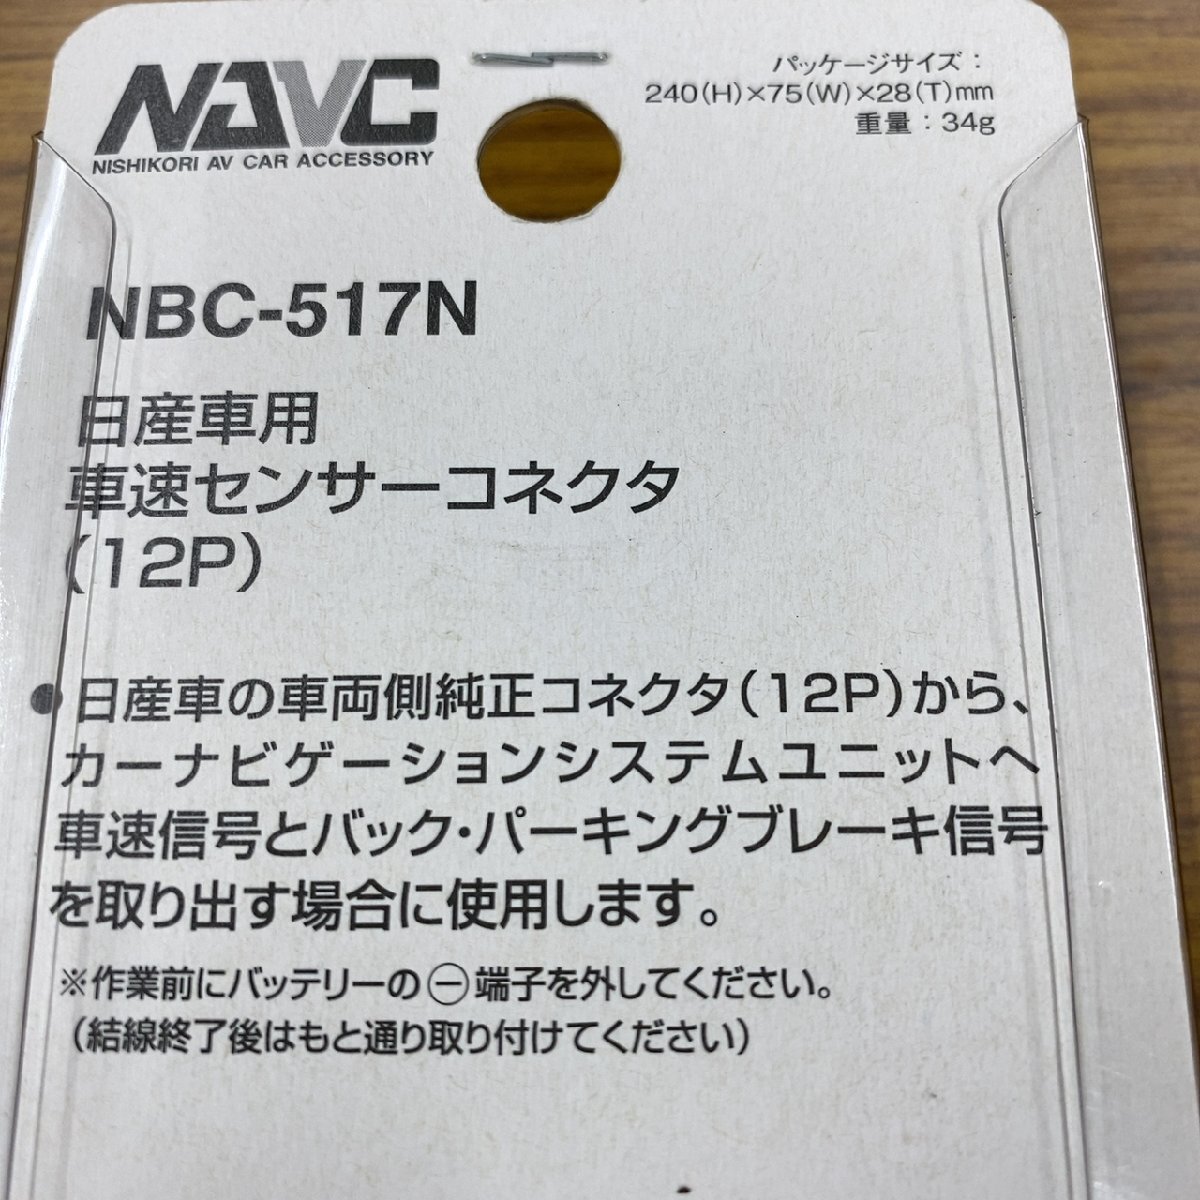 NAVC
NISHIKORI AV CAR ACCESSORY
パッケージサイズ：
240(H)×75(W)×28(T)mm
重量：34g
NBC-517N
日産車用
車速センサーコネクタ
(12P)
●日産車の車両側純正コネクタ(12P)から、
カーナビゲーションシステムユニットへ
車速信号とバック・パーキングブレーキ信号
を取り出す場合に使用します。
※作業前にバッテリーの㊀端子を外してください。
(結線終了後はもと通り取り付けてください)